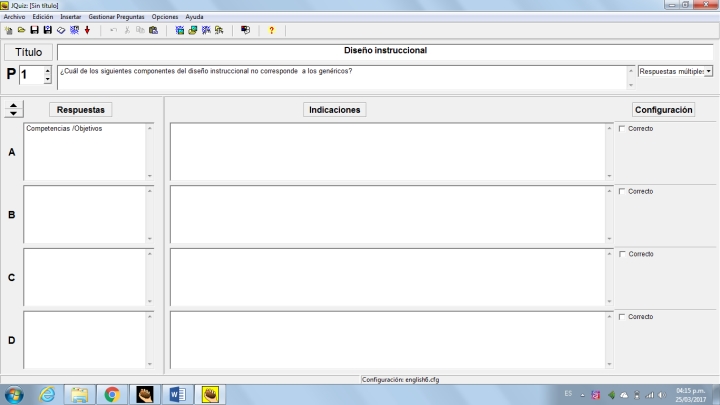 JQuiz: [Sin título]
Archivo Edición Insertar Gestionar Preguntas Opciones Ayuda
Título
Diseño instruccional
P 1
¿Cuál de los siguientes componentes del diseño instruccional no corresponde a los genéricos?
Respuestas múltiples
Respuestas
Indicaciones
Configuración
A
Competencias /Objetivos
Correcto
B
Correcto
C
Correcto
D
Correcto
Configuración: english6.cfg
ES
04:15 p.m.
25/03/2017